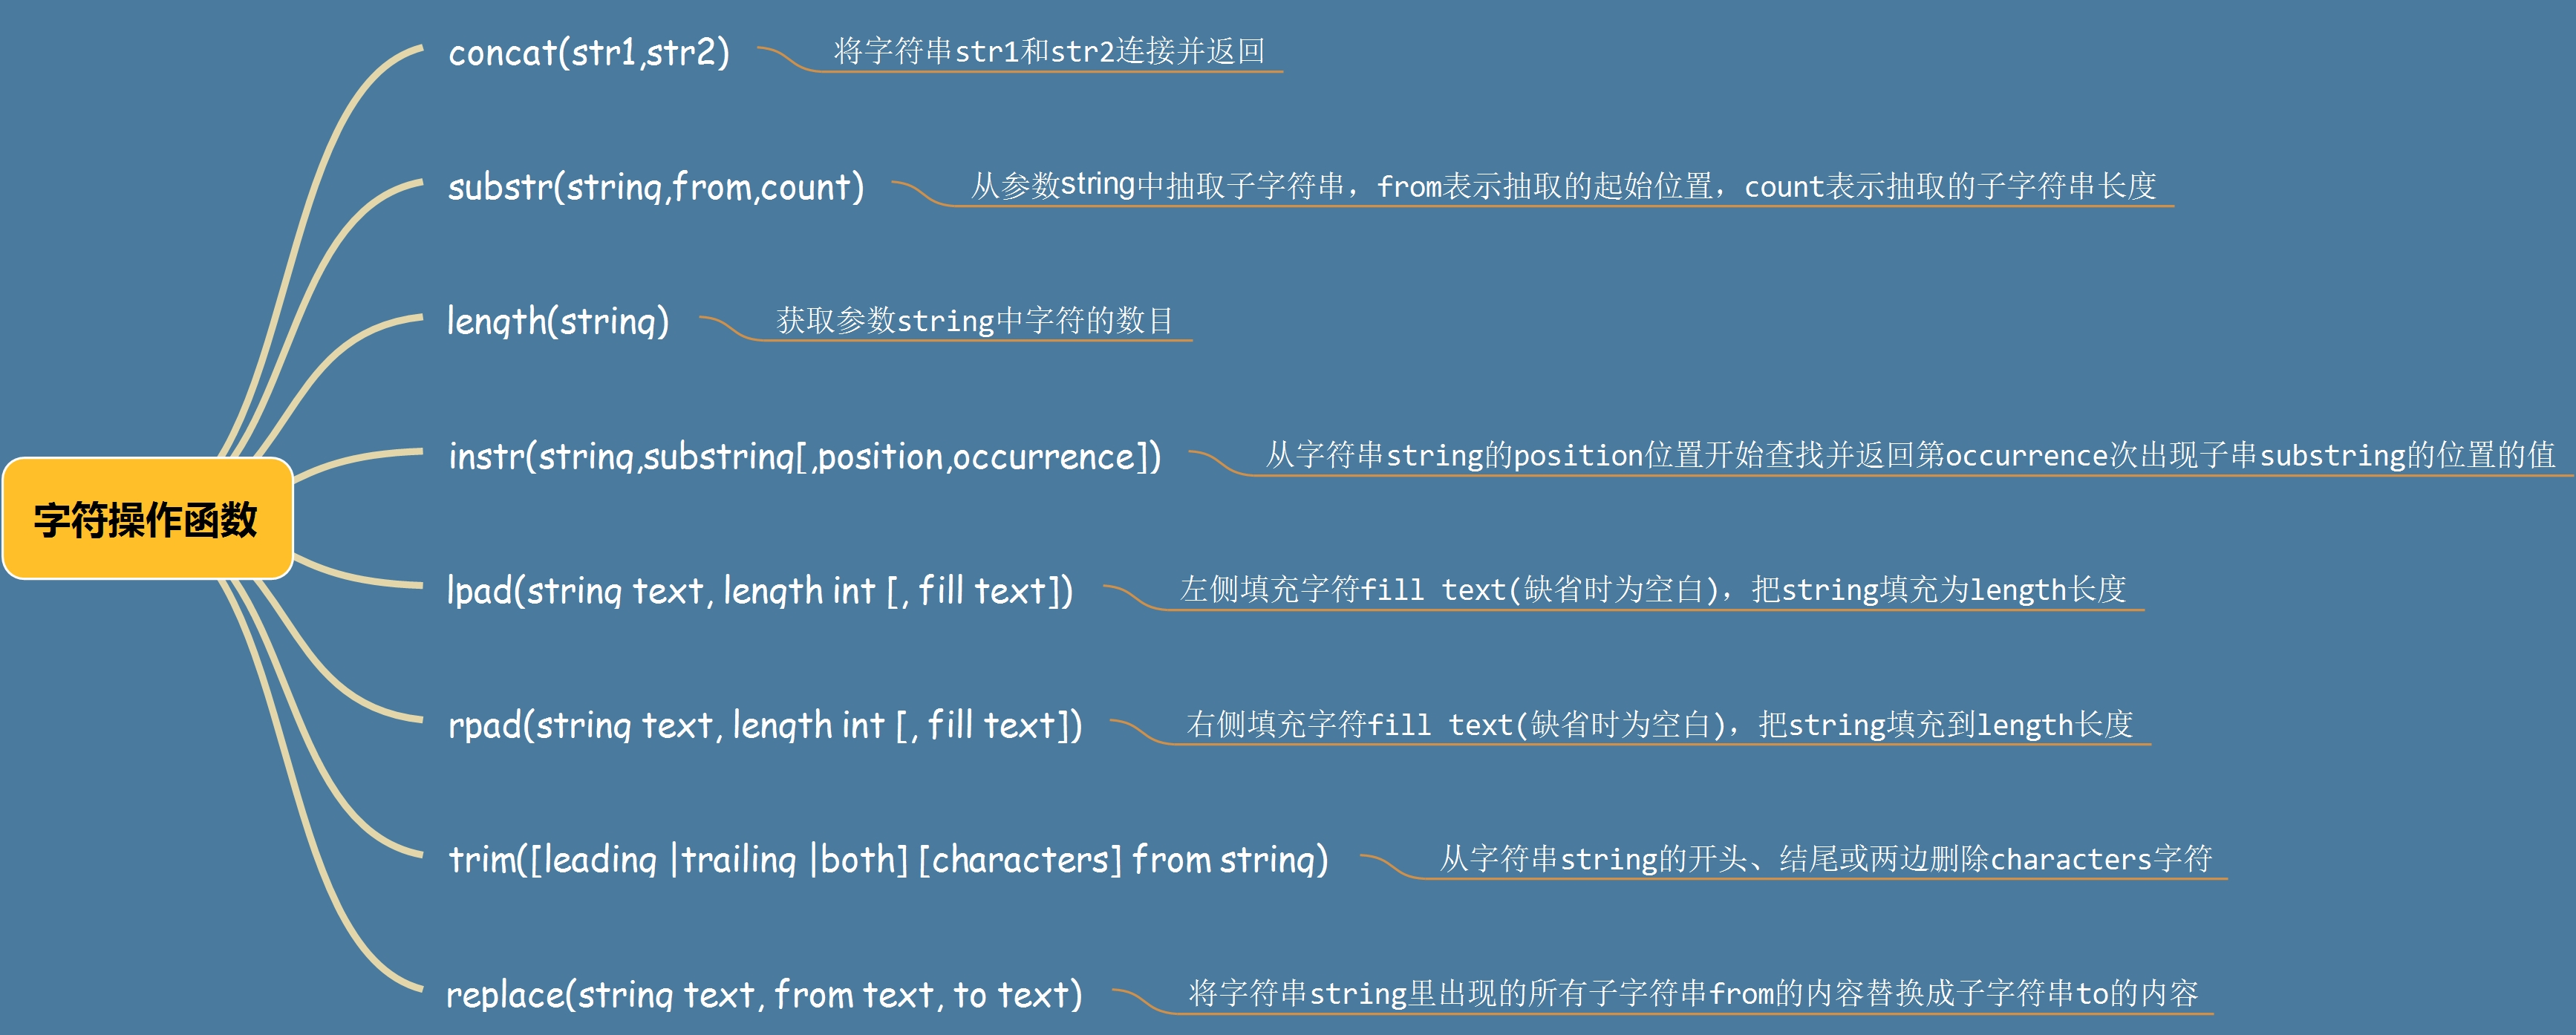 concat(str1,str2) 将字符串str1和str2连接并返回
substr(string,from,count) 从参数string中抽取子字符串，from表示抽取的起始位置，count表示抽取的子字符串长度
length(string) 获取参数string中字符的数目
instr(string,substring[,position,occurrence]) 从字符串string的position位置开始查找并返回第occurrence次出现子串substring的位置的值
字符操作函数
lpad(string text, length int [, fill text]) 左侧填充字符fill text(缺省时为空白)，把string填充为length长度
rpad(string text, length int [, fill text]) 右侧填充字符fill text(缺省时为空白)，把string填充到length长度
trim([leading |trailing |both] [characters] from string) 从字符串string的开头、结尾或两边删除characters字符
replace(string text, from text, to text) 将字符串string里出现的所有子字符串from的内容替换成子字符串to的内容